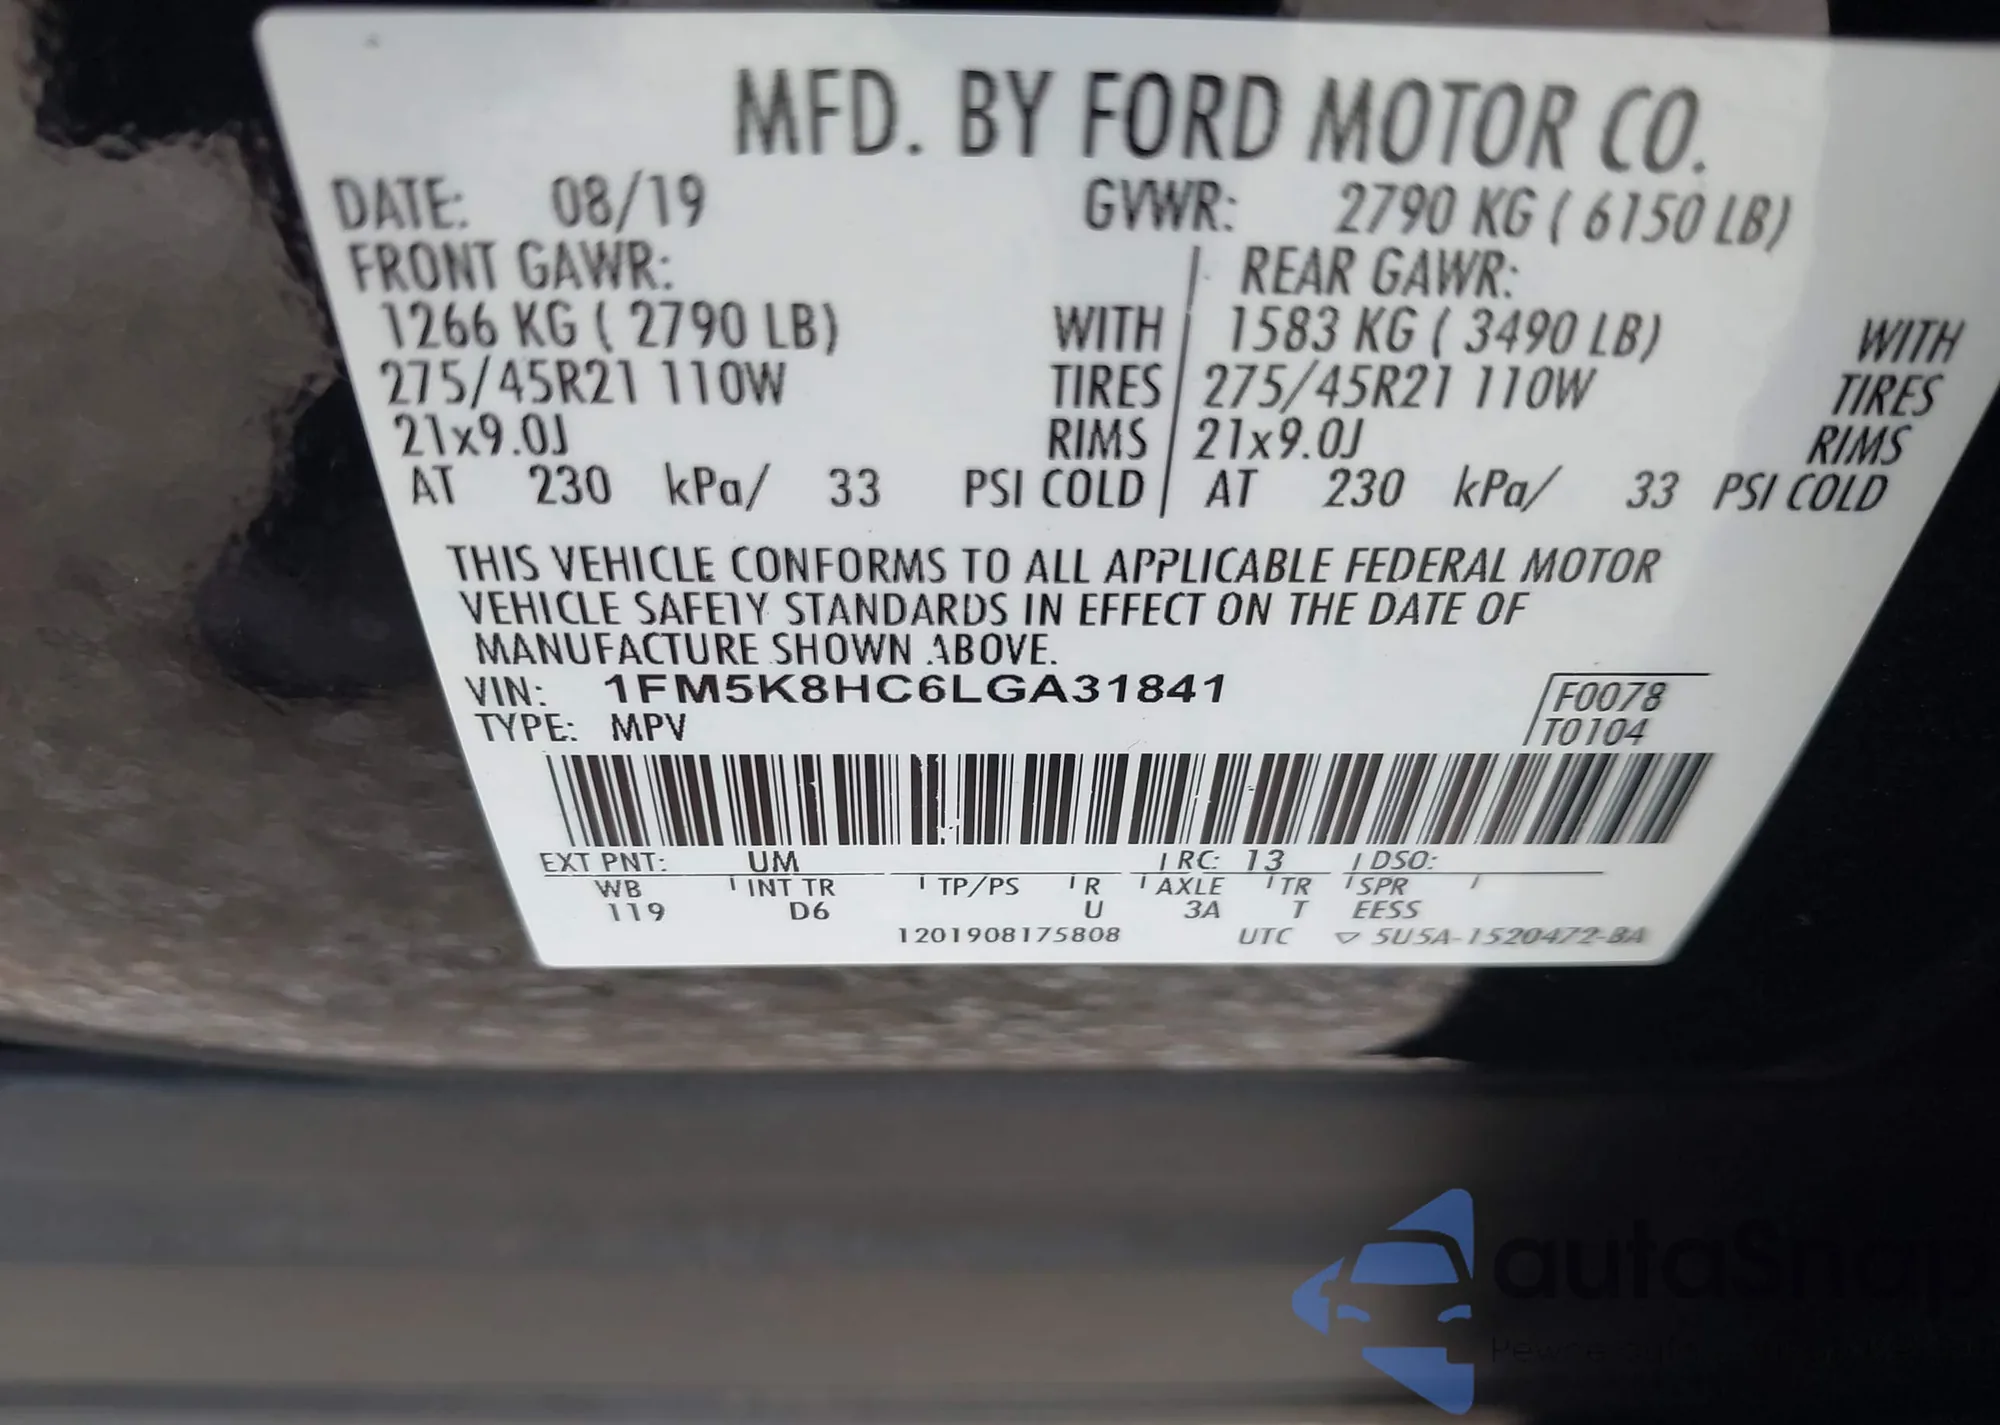 MFD. BY FORD MOTOR CO.
DATE: 08/19 GVWR: 2790 KG ( 6150 LB)
FRONT GAWR: REAR GAWR:
1266 KG ( 2790 LB) WITH 1583 KG ( 3490 LB) WITH
275/45R21 110W TIRES 275/45R21 110W TIRES
21x9.0J RIMS 21x9.0J RIMS
AT 230 kPa/ 33 PSI COLD AT 230 kPa/ 33 PSI COLD
THIS VEHICLE CONFORMS TO ALL APPLICABLE FEDERAL MOTOR
VEHICLE SAFETY STANDARDS IN EFFECT ON THE DATE OF
MANUFACTURE SHOWN ABOVE.
VIN: 1FM5K8HC6LGA31841 F0078
TYPE: MPV T0104
EXT PNT: UM RC: 13 DSO:
WB INT TR TP/PS R AXLE TR SPR
119 D6 U 3A T EESS
1201908175808 UTC ▽ 5U5A-1520472-BA
autoShop